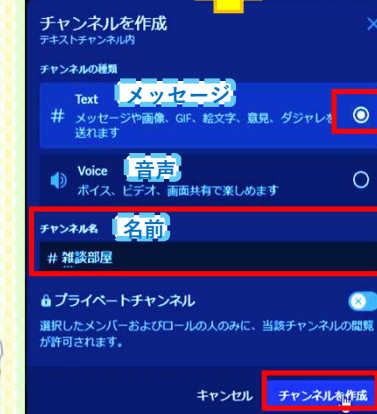 チャンネルを作成
テキストチャンネル内
チャンネルの種類
Text メッセージ
# メッセージや画像、GIF、絵文字、意見、ダジャレを
送れます
Voice 音声
ボイス、ビデオ、画面共有で楽しめます
チャンネル名 名前
# 雑談部屋
プライベートチャンネル
選択したメンバーおよびロールの人のみに、当該チャンネルの閲覧
が許可されます。
キャンセル チャンネルを作成